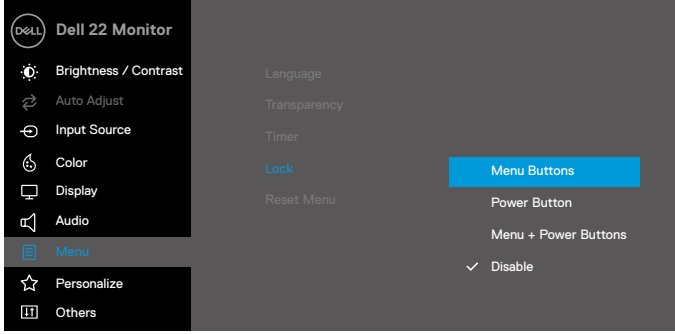 DELL Dell 22 Monitor
Brightness / Contrast
Auto Adjust
Input Source
Color
Display
Audio
Menu
Personalize
Others
Language
Transparency
Timer
Lock
Reset Menu
Menu Buttons
Power Button
Menu + Power Buttons
Disable